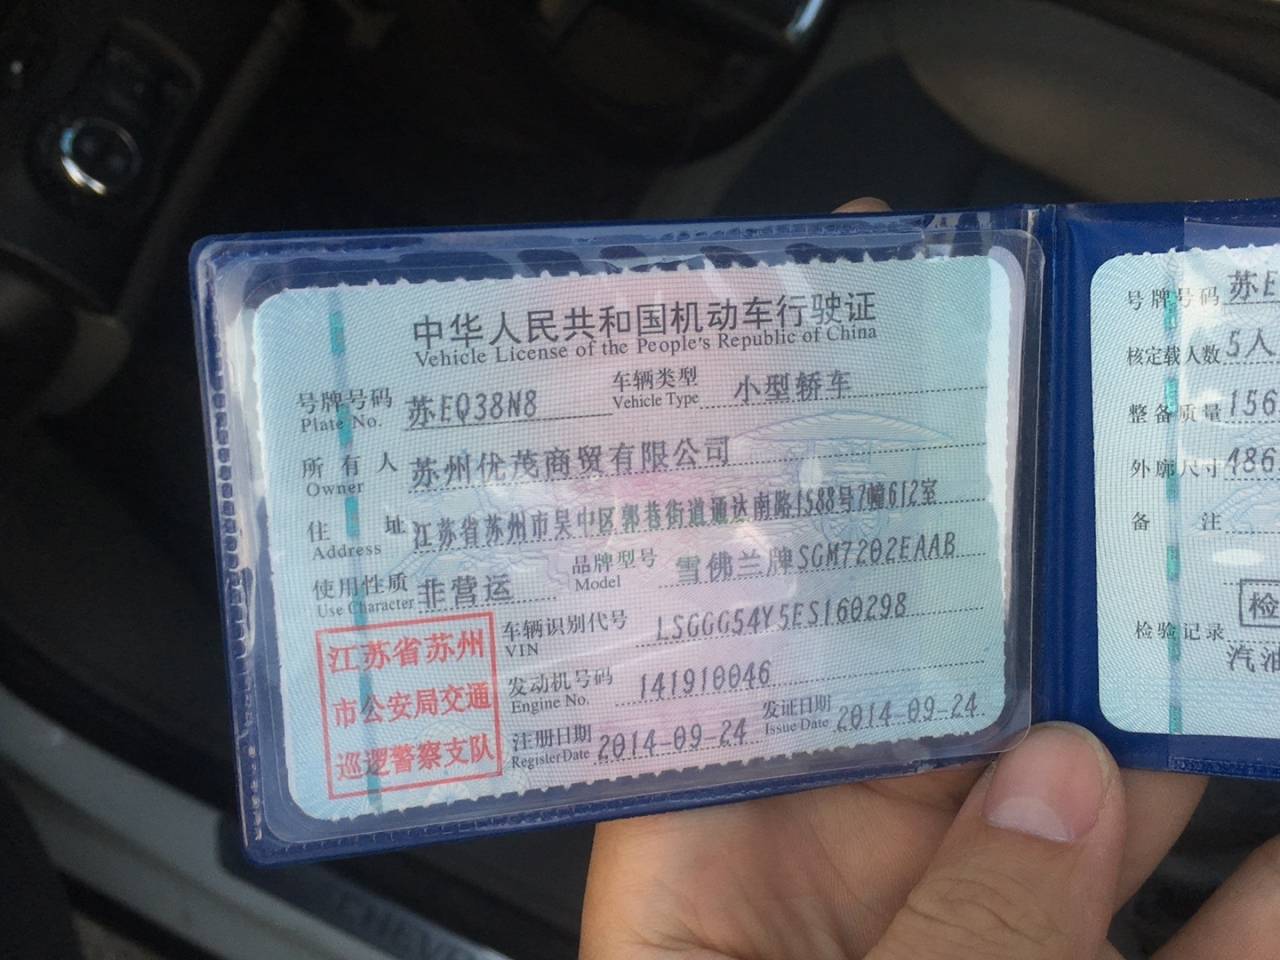 中华人民共和国机动车行驶证
Vehicle License of the People's Republic of China
号牌号码 苏EQ38N8 车辆类型 小型轿车
Plate No. Vehicle Type
所有人 苏州优茂商贸有限公司
Owner
住址 江苏省苏州市吴中区郭巷街道通达南路1588号7幢612室
Address
使用性质 非营运 品牌型号 雪佛兰牌SGM7202EAAB
Use Character Model
车辆识别代号 LSGGG54Y5ES160298
VIN
发动机号码 141910046
Engine No.
注册日期 2014-09-24 发证日期 2014-09-24
Register Date Issue Date
江苏省苏州
市公安局交通
巡逻警察支队
号牌号码 苏E
核定载人数 5人
整备质量 156
外廓尺寸 486
备注
检
检验记录
汽油